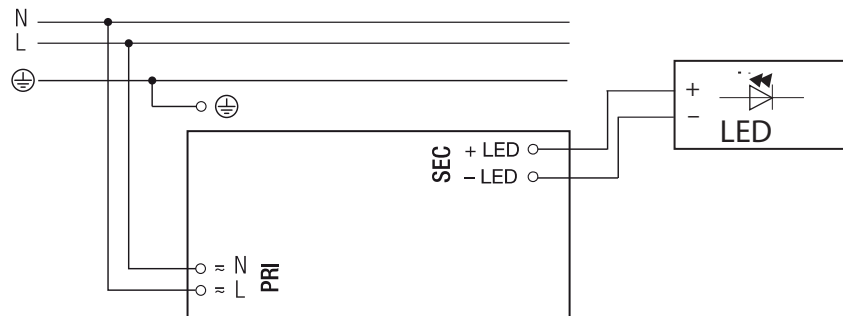 N
L
+ LED
− LED
SEC
+
−
LED
≂ N
≂ L
PRI